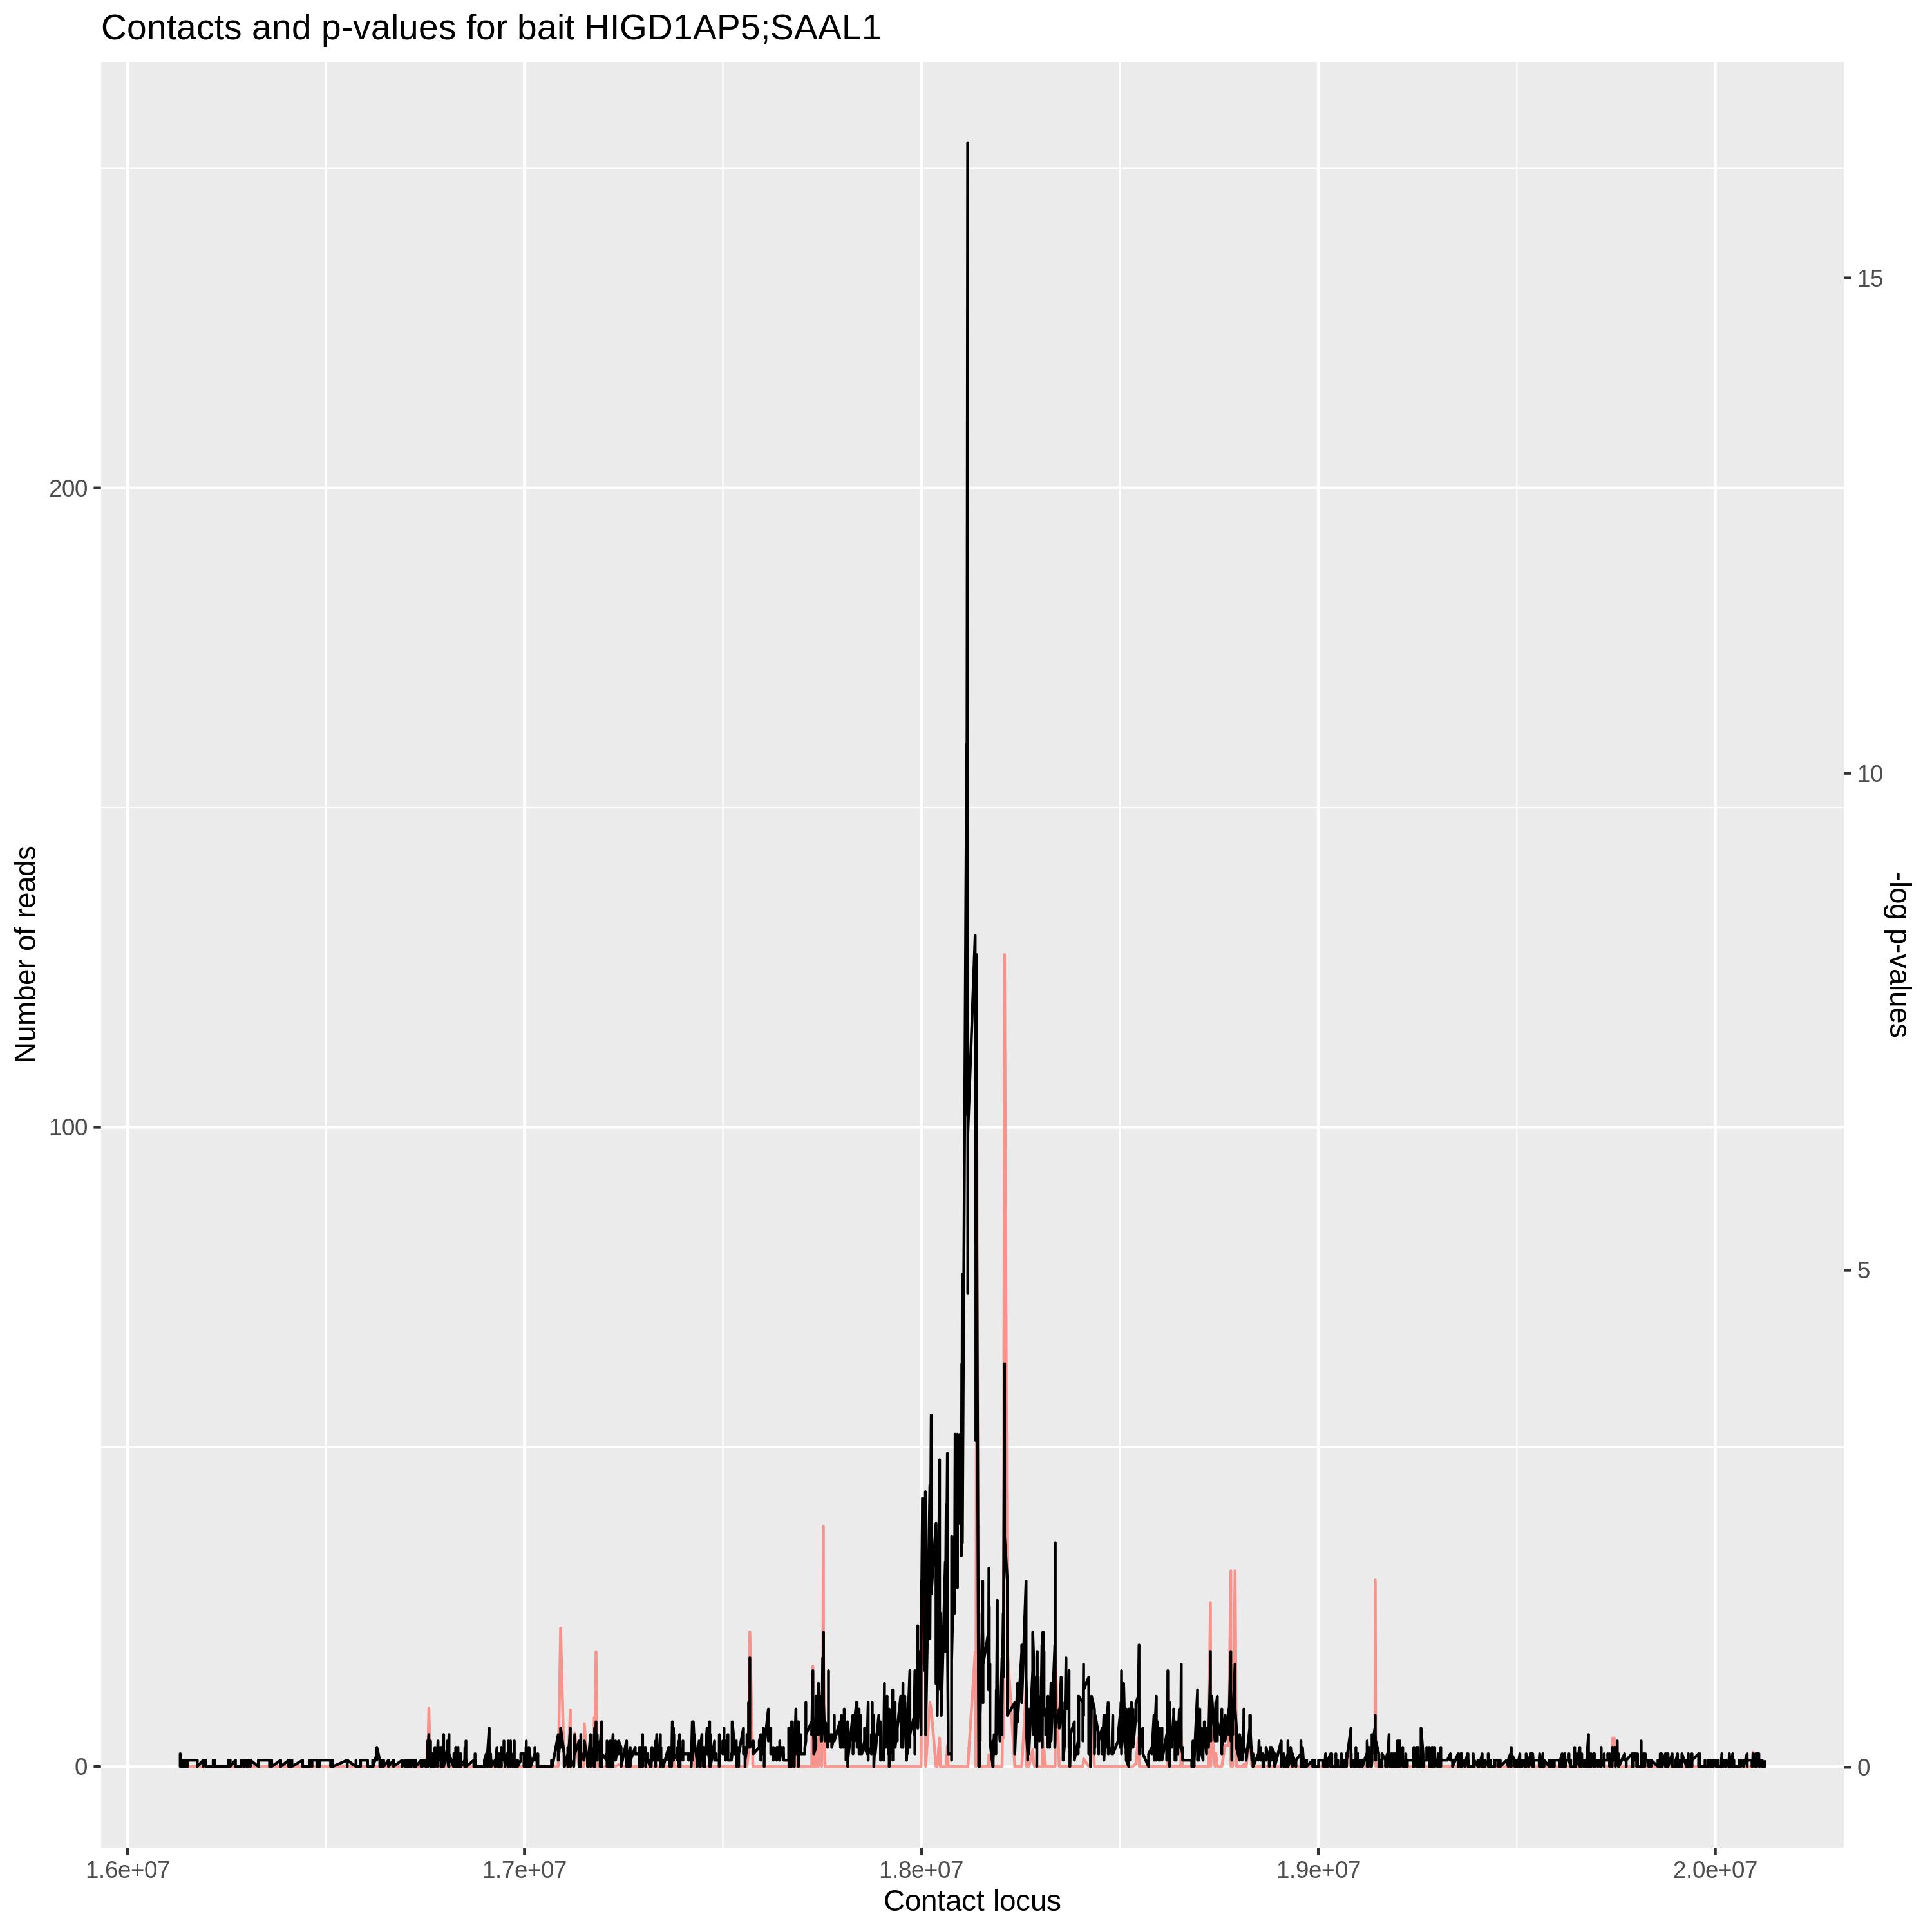 Contacts and p-values for bait HIGD1AP5;SAAL1
Number of reads
200
100
0
15
10
5
0
-log p-values
1.6e+07
1.7e+07
1.8e+07
1.9e+07
2.0e+07
Contact locus